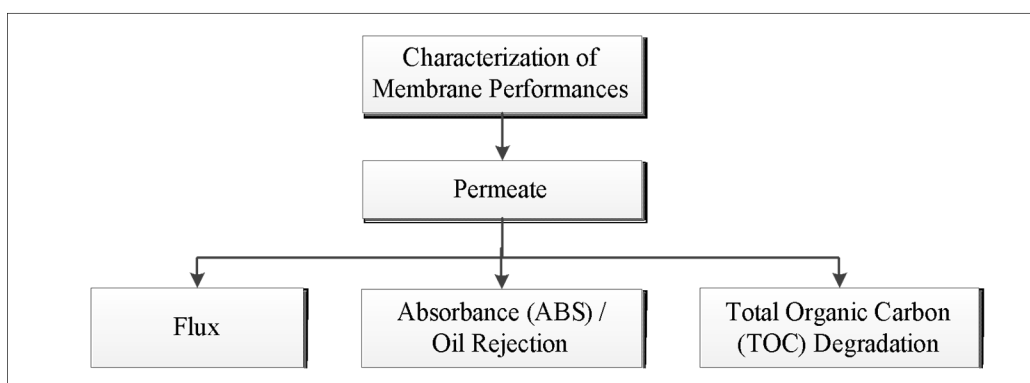 Characterization of
Membrane Performances
Permeate
Flux
Absorbance (ABS) /
Oil Rejection
Total Organic Carbon
(TOC) Degradation